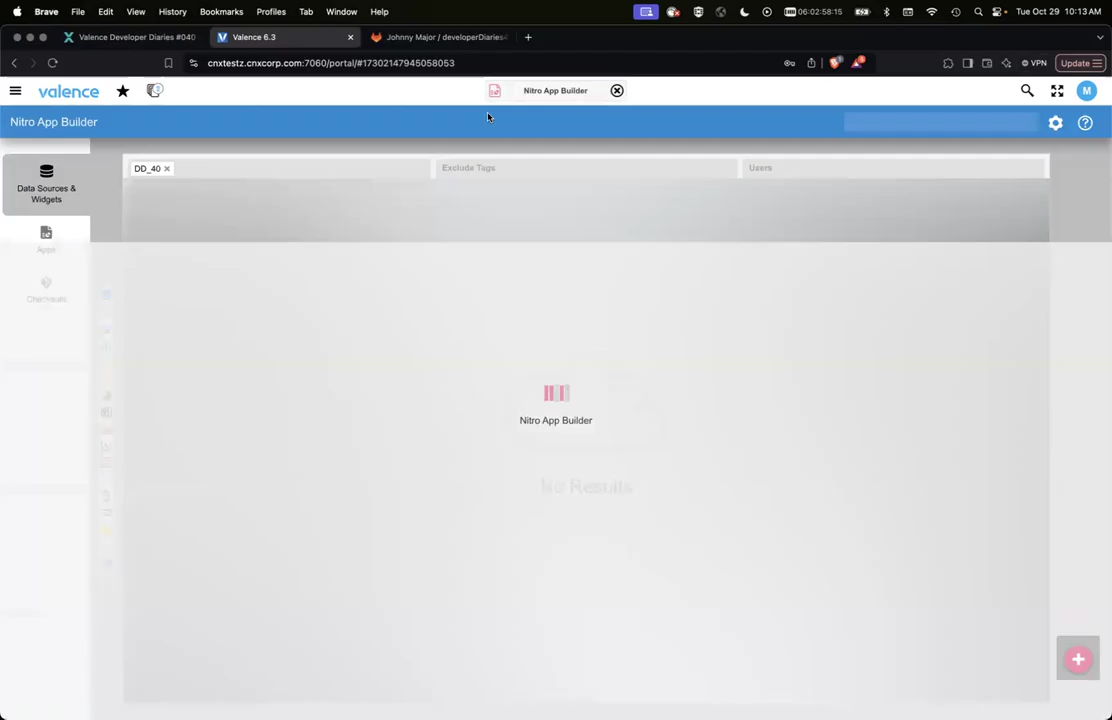 Brave File Edit View History Bookmarks Profiles Tab Window Help 06:02:58:15 Tue Oct 29 10:13 AM
Valence Developer Diaries #040 Valence 6.3 Johnny Major / developerDiaries4
cnxtestz.cnxcorp.com:7060/portal/#17302147945058053 VPN Update
valence Nitro App Builder M
Nitro App Builder
DD_40 Exclude Tags Users
Data Sources &
Widgets
Apps
Chartreuts
Nitro App Builder
No Results